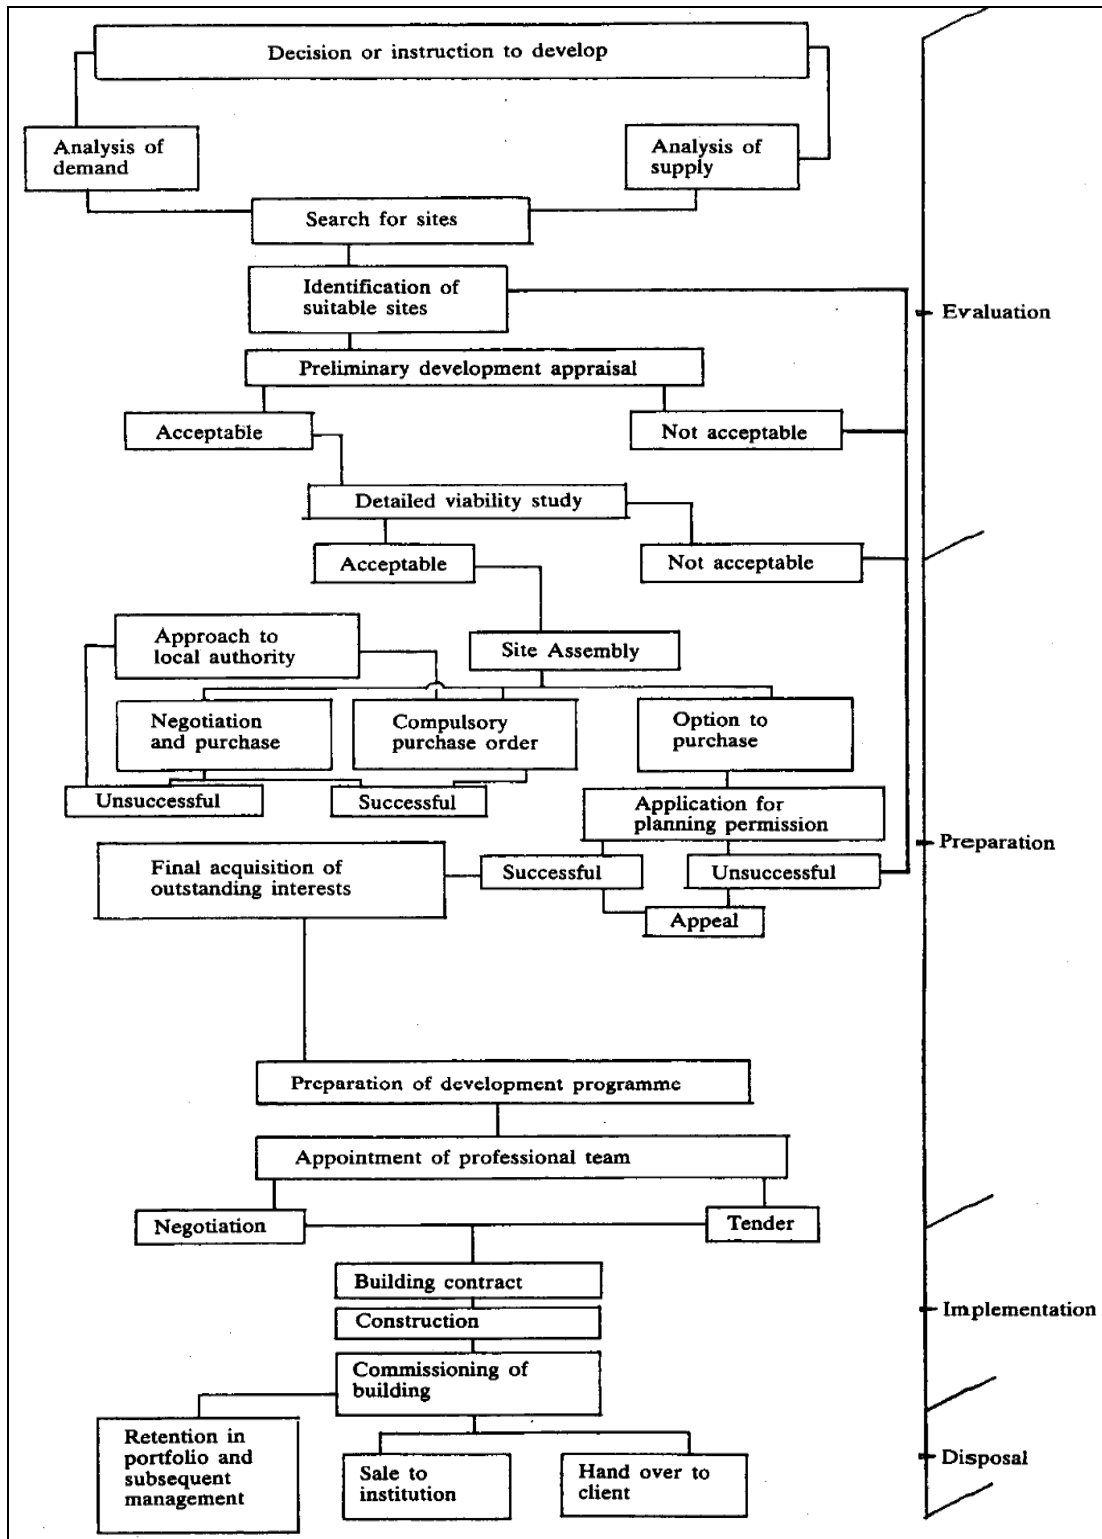 Decision or instruction to develop
Analysis of
demand
Analysis of
supply
Search for sites
Identification of
suitable sites
Evaluation
Preliminary development appraisal
Acceptable
Not acceptable
Detailed viability study
Acceptable
Not acceptable
Approach to
local authority
Site Assembly
Negotiation
and purchase
Compulsory
purchase order
Option to
purchase
Unsuccessful
Successful
Application for
planning permission
Preparation
Final acquisition of
outstanding interests
Successful
Unsuccessful
Appeal
Preparation of development programme
Appointment of professional team
Negotiation
Tender
Building contract
Construction
Implementation
Commissioning of
building
Retention in
portfolio and
subsequent
management
Sale to
institution
Hand over to
client
Disposal